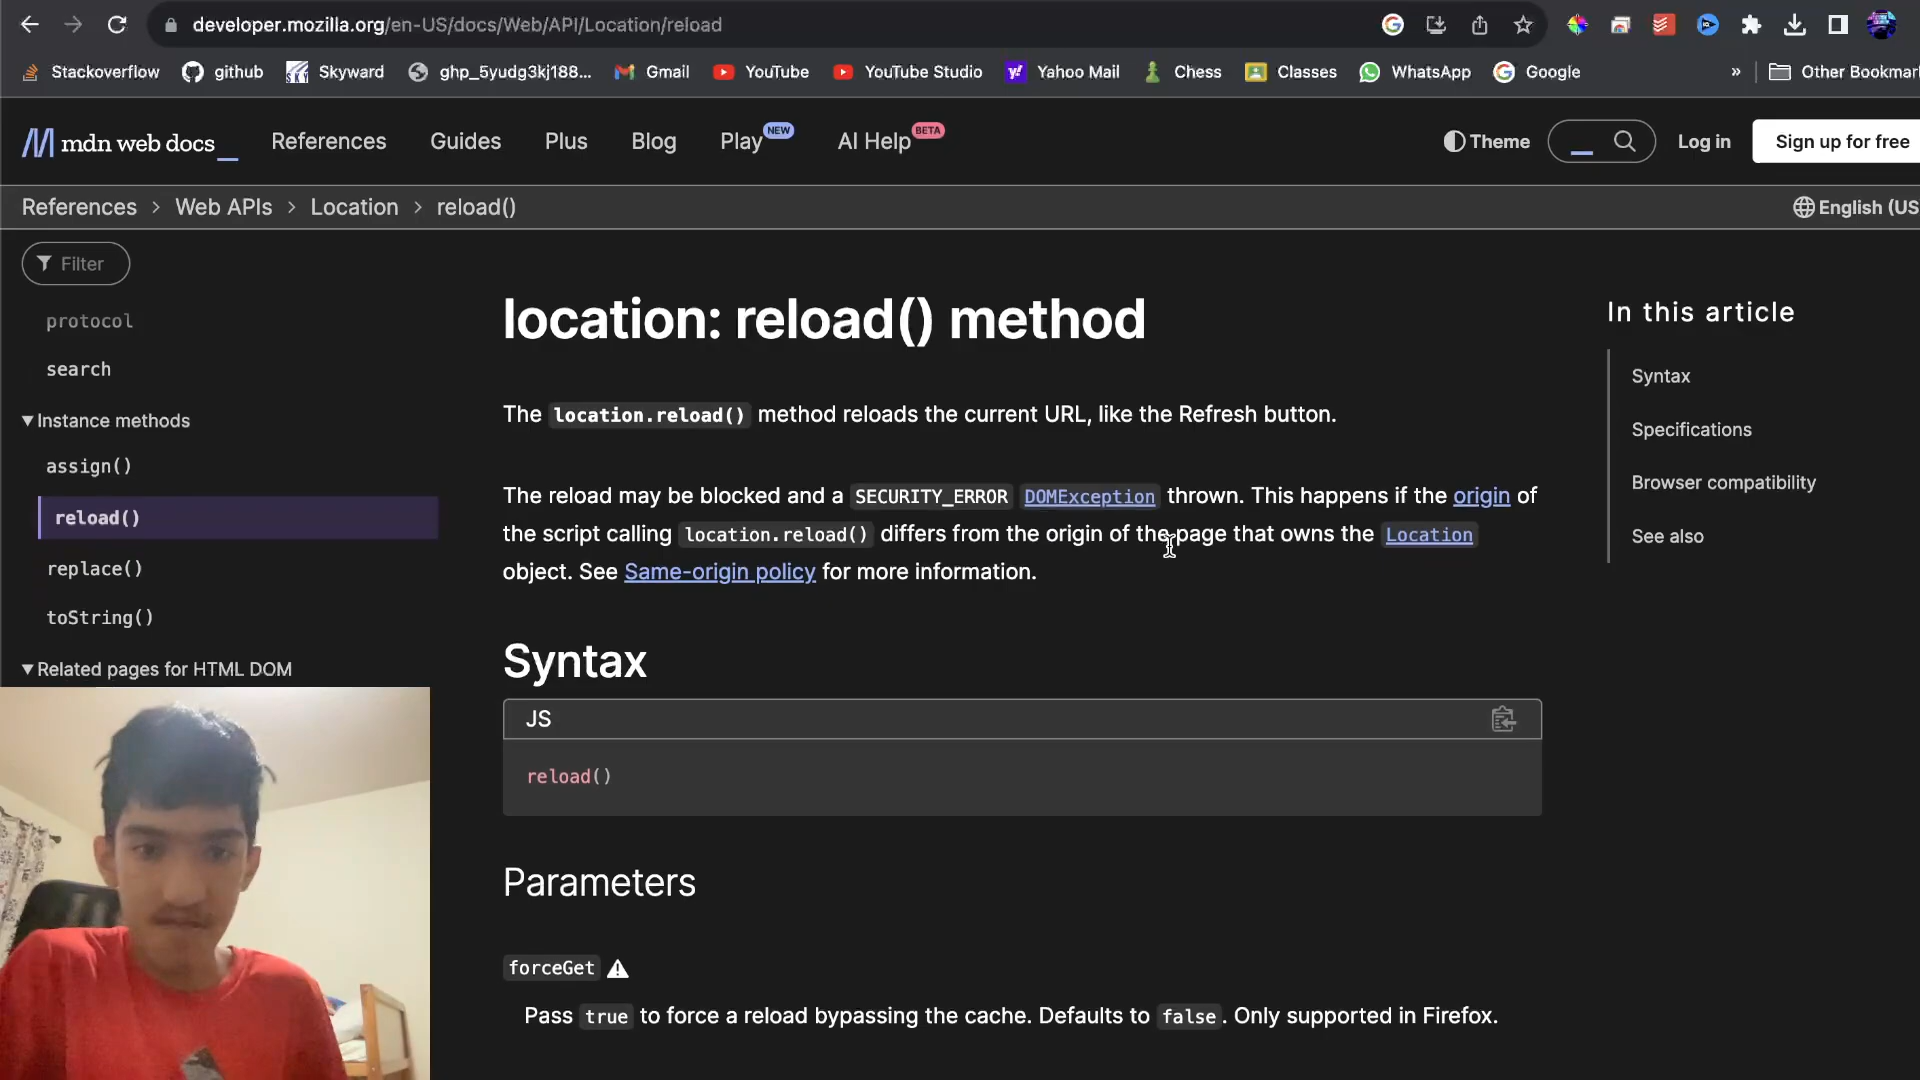 developer.mozilla.org/en-US/docs/Web/API/Location/reload
Stackoverflow github Skyward ghp_5yudg3kj188... Gmail YouTube YouTube Studio Yahoo Mail Chess Classes WhatsApp Google » Other Bookmar
mdn web docs_ References Guides Plus Blog Play NEW AI Help BETA Theme Log in Sign up for free
References > Web APIs > Location > reload() English (US
Filter
protocol
search
Instance methods
assign()
reload()
replace()
toString()
Related pages for HTML DOM
location: reload() method
The location.reload() method reloads the current URL, like the Refresh button.
The reload may be blocked and a SECURITY_ERROR DOMException thrown. This happens if the origin of
the script calling location.reload() differs from the origin of the page that owns the Location
object. See Same-origin policy for more information.
Syntax
JS
reload()
Parameters
forceGet
Pass true to force a reload bypassing the cache. Defaults to false. Only supported in Firefox.
In this article
Syntax
Specifications
Browser compatibility
See also